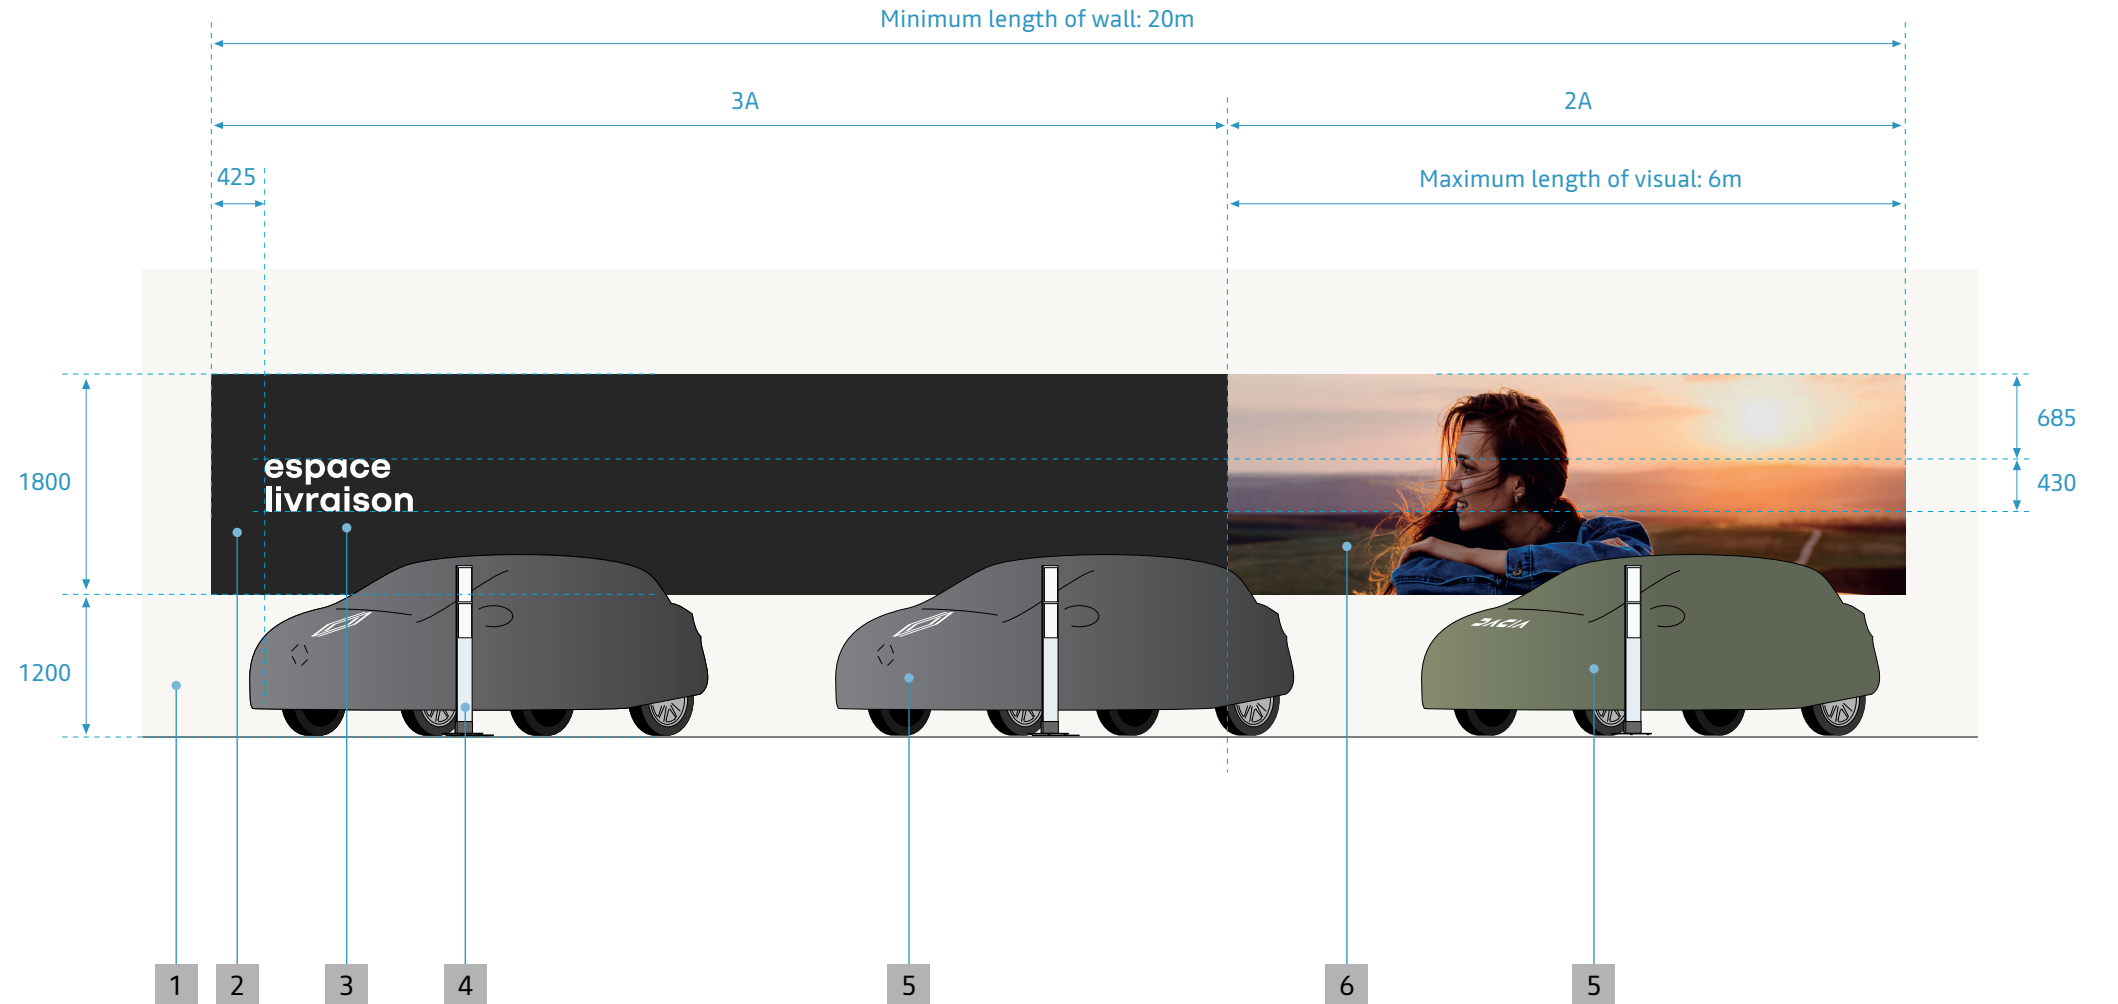 Minimum length of wall: 20m
3A
2A
425
Maximum length of visual: 6m
685
espace
1800
430
livraison
1200
DACIA
1
2
3
4
5
6
5